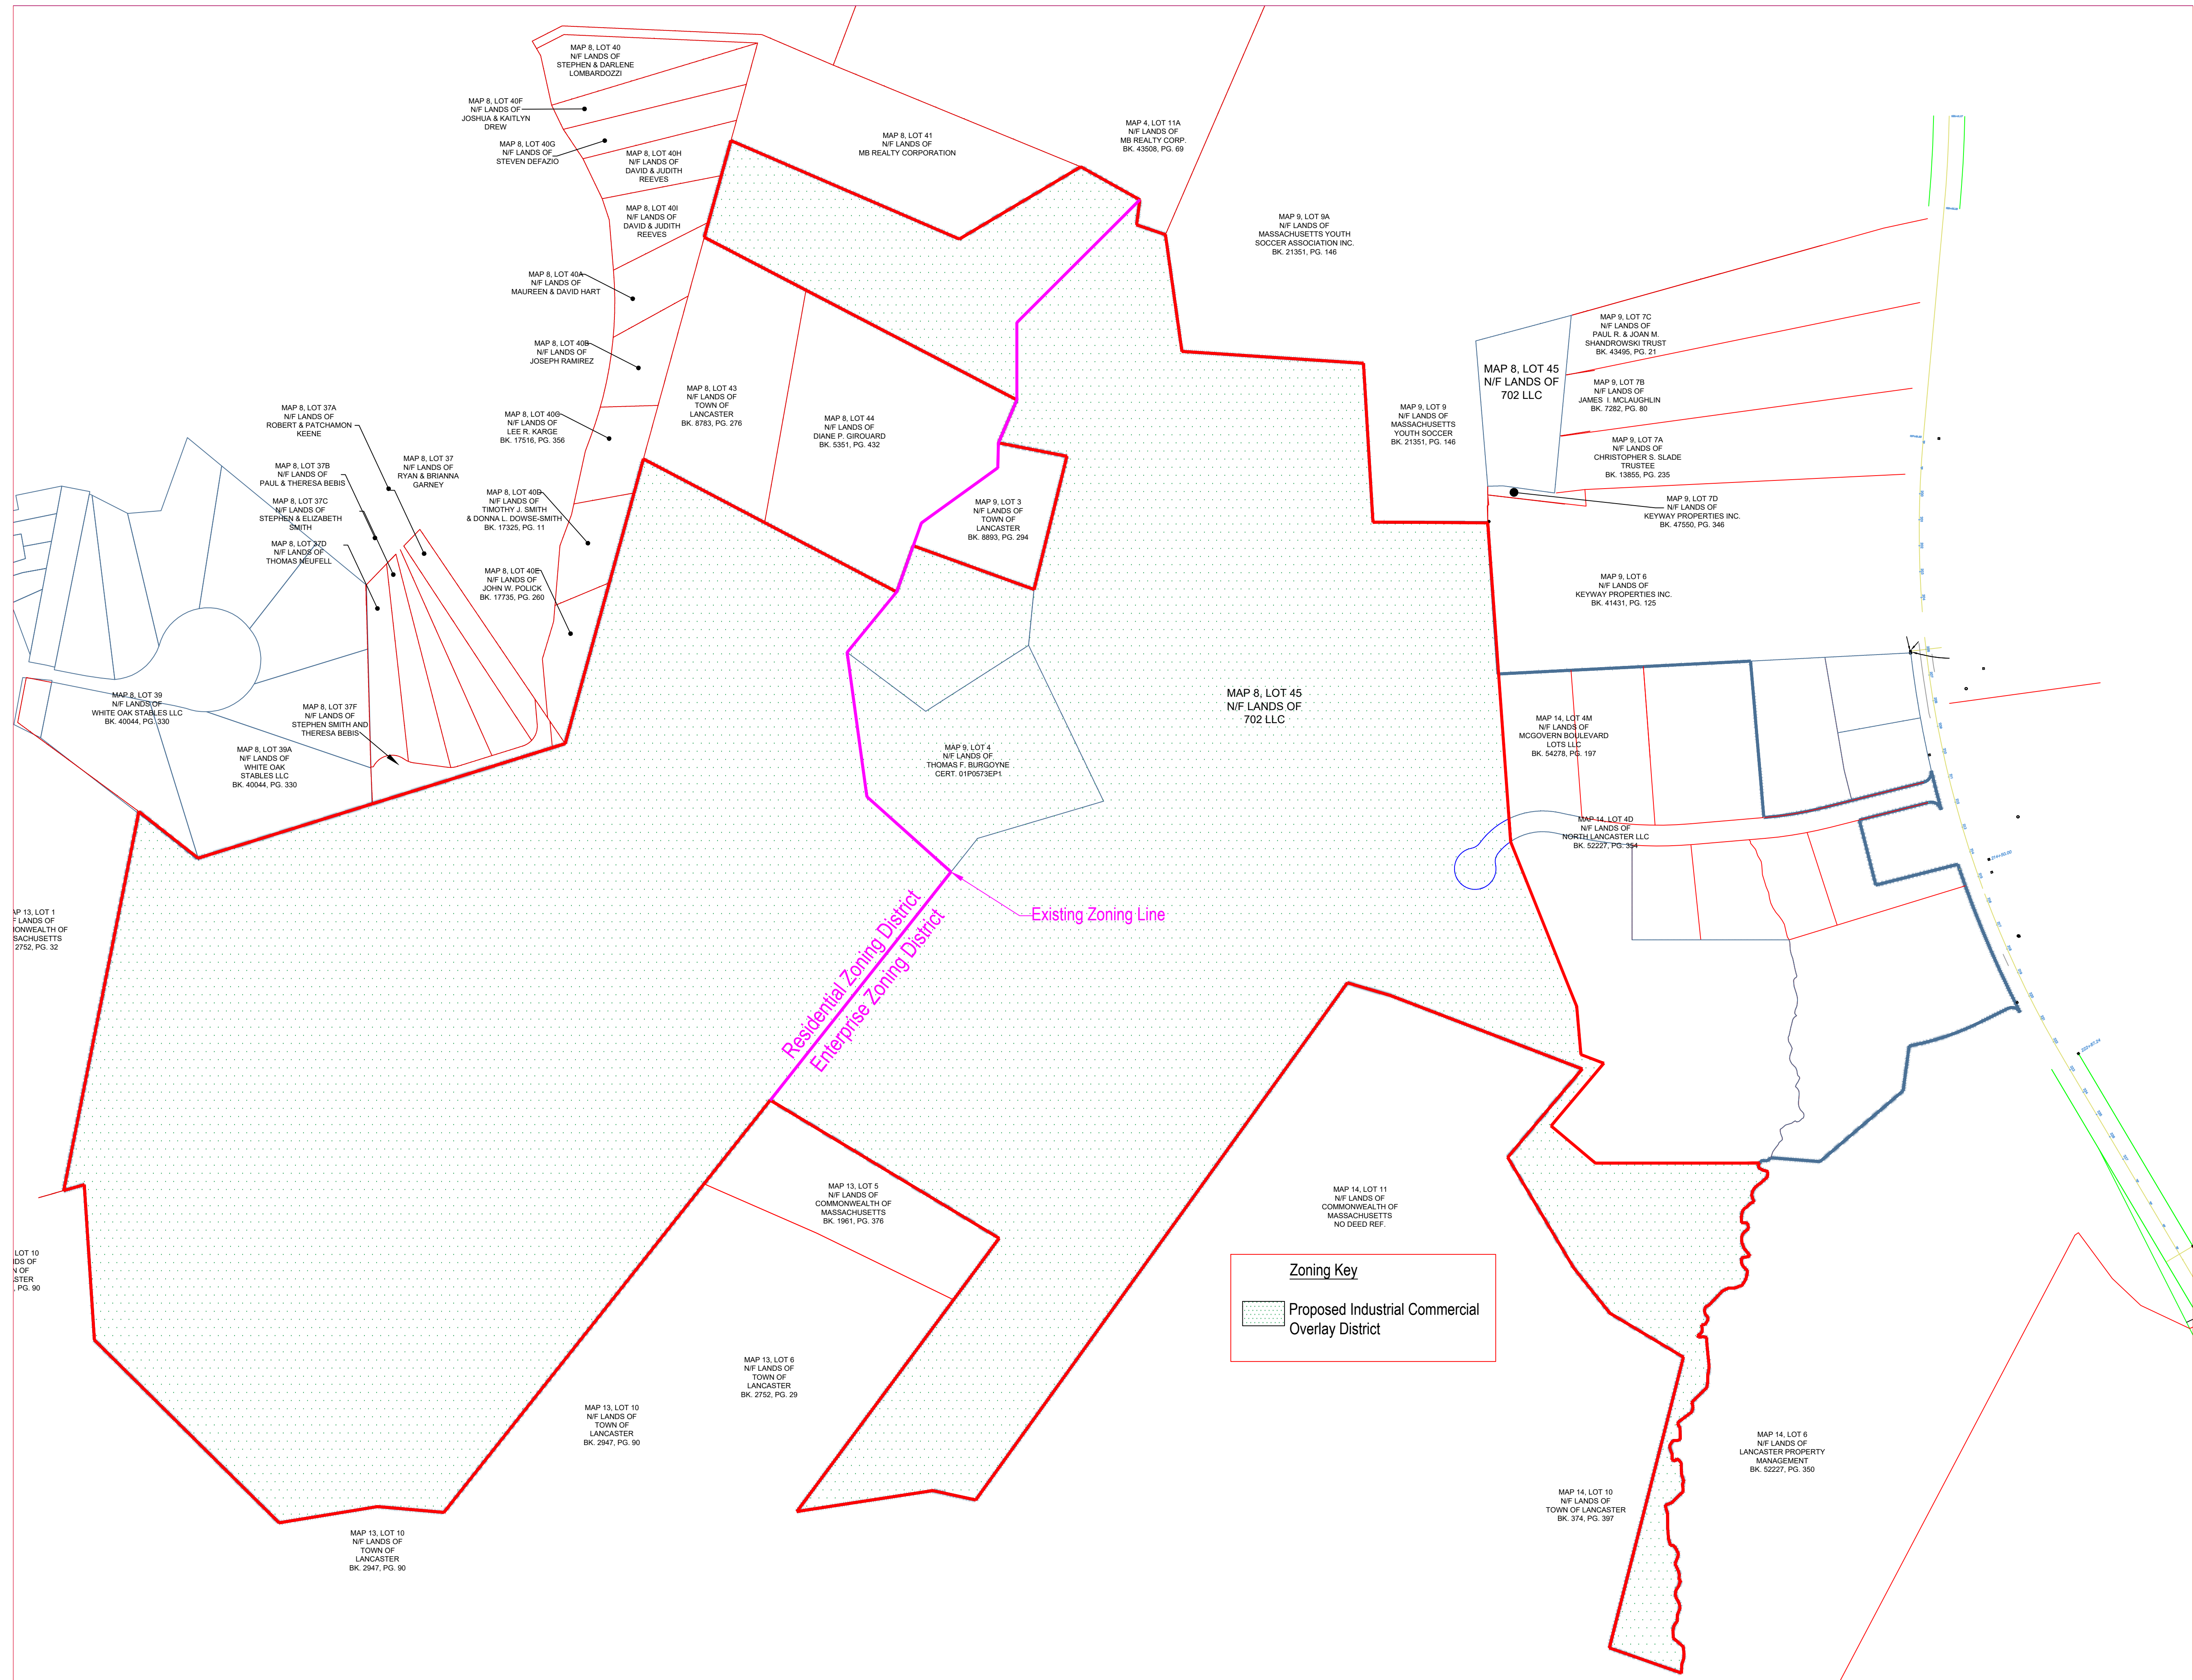 MAP 8, LOT 40
N/F LANDS OF
STEPHEN & DARLENE
LOMBARDOZZI
MAP 8, LOT 40F
N/F LANDS OF
JOSHUA & KAITLYN
DREW
MAP 8, LOT 40G
N/F LANDS OF
STEVEN DEFAZIO
MAP 8, LOT 40H
N/F LANDS OF
DAVID & JUDITH
REEVES
MAP 8, LOT 40I
N/F LANDS OF
DAVID & JUDITH
REEVES
MAP 8, LOT 41
N/F LANDS OF
MB REALTY CORPORATION
MAP 4, LOT 11A
N/F LANDS OF
MB REALTY CORP.
BK. 43508, PG. 69
MAP 9, LOT 9A
N/F LANDS OF
MASSACHUSETTS YOUTH
SOCCER ASSOCIATION INC.
BK. 21351, PG. 146
MAP 8, LOT 40A
N/F LANDS OF
MAUREEN & DAVID HART
MAP 8, LOT 40B
N/F LANDS OF
JOSEPH RAMIREZ
MAP 8, LOT 40C
N/F LANDS OF
LEE R. KARGE
BK. 17516, PG. 356
MAP 8, LOT 43
N/F LANDS OF
TOWN OF
LANCASTER
BK. 8783, PG. 276
MAP 8, LOT 44
N/F LANDS OF
DIANE P. GIROUARD
BK. 5351, PG. 432
MAP 9, LOT 9
N/F LANDS OF
MASSACHUSETTS
YOUTH SOCCER
BK. 21351, PG. 146
MAP 8, LOT 45
N/F LANDS OF
702 LLC
MAP 9, LOT 7C
N/F LANDS OF
PAUL R. & JOAN M.
SHANDROWSKI TRUST
BK. 43495, PG. 21
MAP 9, LOT 7B
N/F LANDS OF
JAMES I. MCLAUGHLIN
BK. 7282, PG. 80
MAP 9, LOT 7A
N/F LANDS OF
CHRISTOPHER S. SLADE
TRUSTEE
BK. 13855, PG. 235
MAP 9, LOT 7D
N/F LANDS OF
KEYWAY PROPERTIES INC.
BK. 47550, PG. 346
MAP 9, LOT 6
N/F LANDS OF
KEYWAY PROPERTIES INC.
BK. 41431, PG. 125
MAP 8, LOT 37A
N/F LANDS OF
ROBERT & PATCHAMON
KEENE
MAP 8, LOT 37B
N/F LANDS OF
PAUL & THERESA BEBIS
MAP 8, LOT 37
N/F LANDS OF
RYAN & BRIANNA
GARNEY
MAP 8, LOT 37C
N/F LANDS OF
STEPHEN & ELIZABETH
SMITH
MAP 8, LOT 37D
N/F LANDS OF
THOMAS NEUFELL
MAP 8, LOT 40D
N/F LANDS OF
TIMOTHY J. SMITH
& DONNA L. DOWSE-SMITH
BK. 17325, PG. 11
MAP 8, LOT 40E
N/F LANDS OF
JOHN W. POLICK
BK. 17735, PG. 260
MAP 9, LOT 3
N/F LANDS OF
TOWN OF
LANCASTER
BK. 8893, PG. 294
MAP 8, LOT 39
N/F LANDS OF
WHITE OAK STABLES LLC
BK. 40044, PG. 330
MAP 8, LOT 39A
N/F LANDS OF
WHITE OAK
STABLES LLC
BK. 40044, PG. 330
MAP 8, LOT 37F
N/F LANDS OF
STEPHEN SMITH AND
THERESA BEBIS
MAP 9, LOT 4
N/F LANDS OF
THOMAS F. BURGOYNE
CERT. 01P0573EP1
MAP 8, LOT 45
N/F LANDS OF
702 LLC
MAP 14, LOT 4M
N/F LANDS OF
MCGOVERN BOULEVARD
LOTS LLC
BK. 54278, PG. 197
MAP 14, LOT 4D
N/F LANDS OF
NORTH LANCASTER LLC
BK. 52227, PG. 354
AP 13, LOT 1
F LANDS OF
ONWEALTH OF
SACHUSETTS
2752, PG. 32
Existing Zoning Line
Residential Zoning District
Enterprise Zoning District
LOT 10
DS OF
N OF
STER
, PG. 90
MAP 13, LOT 5
N/F LANDS OF
COMMONWEALTH OF
MASSACHUSETTS
BK. 1961, PG. 376
MAP 14, LOT 11
N/F LANDS OF
COMMONWEALTH OF
MASSACHUSETTS
NO DEED REF.
Zoning Key
Proposed Industrial Commercial
Overlay District
MAP 13, LOT 6
N/F LANDS OF
TOWN OF
LANCASTER
BK. 2752, PG. 29
MAP 13, LOT 10
N/F LANDS OF
TOWN OF
LANCASTER
BK. 2947, PG. 90
MAP 14, LOT 6
N/F LANDS OF
LANCASTER PROPERTY
MANAGEMENT
BK. 52227, PG. 350
MAP 14, LOT 10
N/F LANDS OF
TOWN OF LANCASTER
BK. 374, PG. 397
MAP 13, LOT 10
N/F LANDS OF
TOWN OF
LANCASTER
BK. 2947, PG. 90